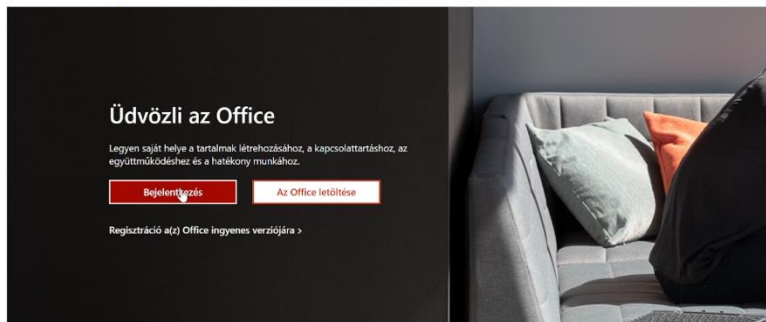 Üdvözli az Office
Legyen saját helye a tartalmak létrehozásához, a kapcsolattartáshoz, az
együttműködéshez és a hatékony munkához.
Bejelentkezés
Az Office letöltése
Regisztráció a(z) Office ingyenes verziójára >